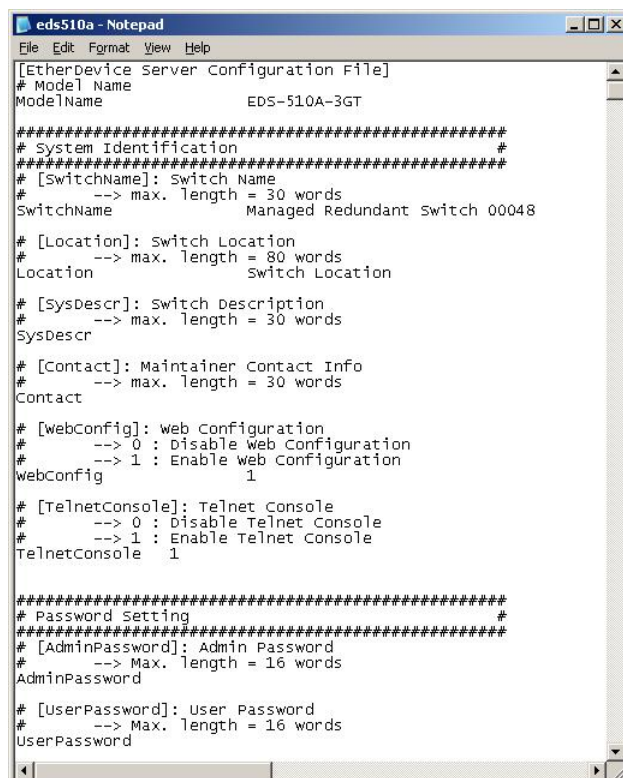 eds510a - Notepad
File Edit Format View Help
[EtherDevice Server Configuration File]
# Model Name
ModelName                EDS-510A-3GT

###################################################
# System Identification                           #
###################################################
# [SwitchName]: Switch Name
#       --> max. length = 30 words
SwitchName               Managed Redundant Switch 00048

# [Location]: Switch Location
#       --> max. length = 80 words
Location                 Switch Location

# [SysDescr]: Switch Description
#       --> max. length = 30 words
SysDescr

# [Contact]: Maintainer Contact Info
#       --> max. length = 30 words
Contact

# [WebConfig]: Web Configuration
#       --> 0 : Disable Web Configuration
#       --> 1 : Enable Web Configuration
WebConfig                1

# [TelnetConsole]: Telnet Console
#       --> 0 : Disable Telnet Console
#       --> 1 : Enable Telnet Console
TelnetConsole   1


###################################################
# Password Setting                                #
###################################################
# [AdminPassword]: Admin Password
#       --> Max. length = 16 words
AdminPassword

# [UserPassword]: User Password
#       --> Max. length = 16 words
UserPassword